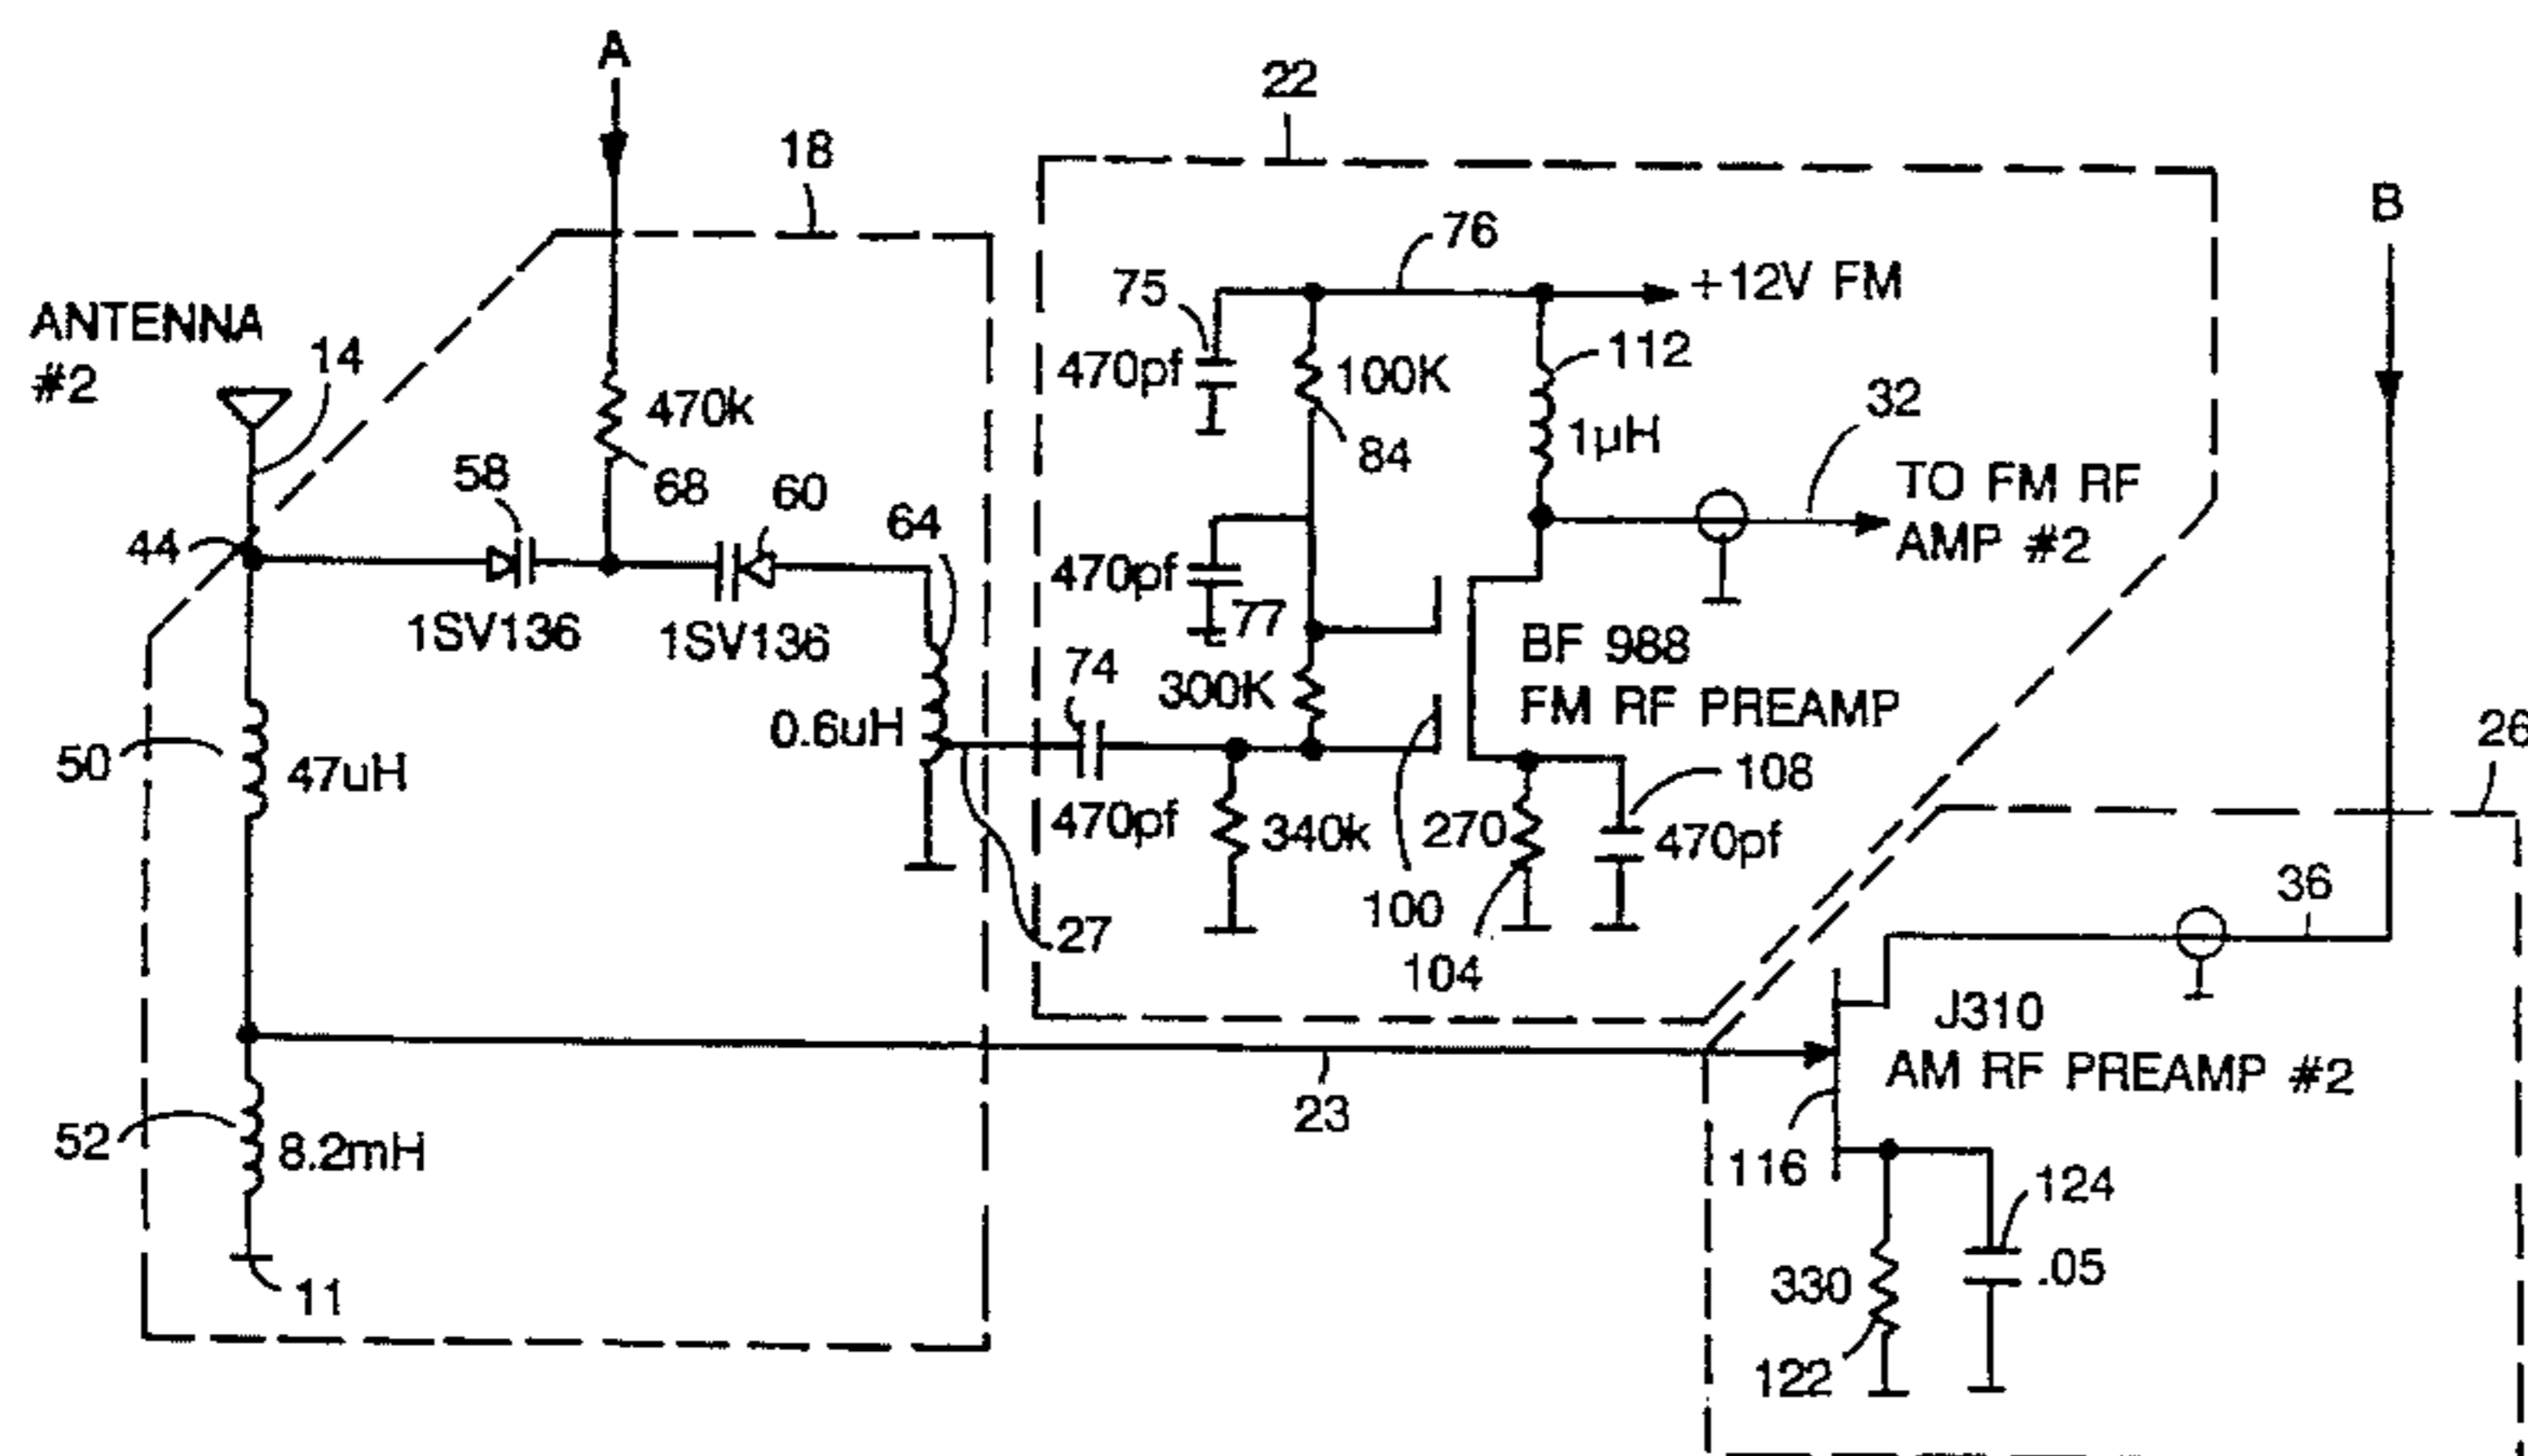 A
22
18
B
76
75
+12V FM
ANTENNA
#2
14
470pf
100K
112
470k
1µH
32
84
58
68
60
64
TO FM RF
AMP #2
44
470pf
1SV136
1SV136
77
74
BF 988
FM RF PREAMP
300K
50
47uH
0.6uH
26
108
470pf
340k
270
470pf
36
100
27
104
J310
AM RF PREAMP #2
23
52
8.2mH
116
124
.05
330
11
122